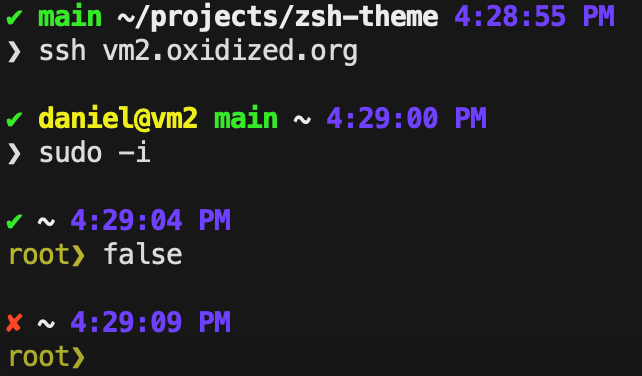 ✔ main ~/projects/zsh-theme 4:28:55 PM
❯ ssh vm2.oxidized.org
✔ daniel@vm2 main ~ 4:29:00 PM
❯ sudo -i
✔ ~ 4:29:04 PM
root❯ false
✘ ~ 4:29:09 PM
root❯